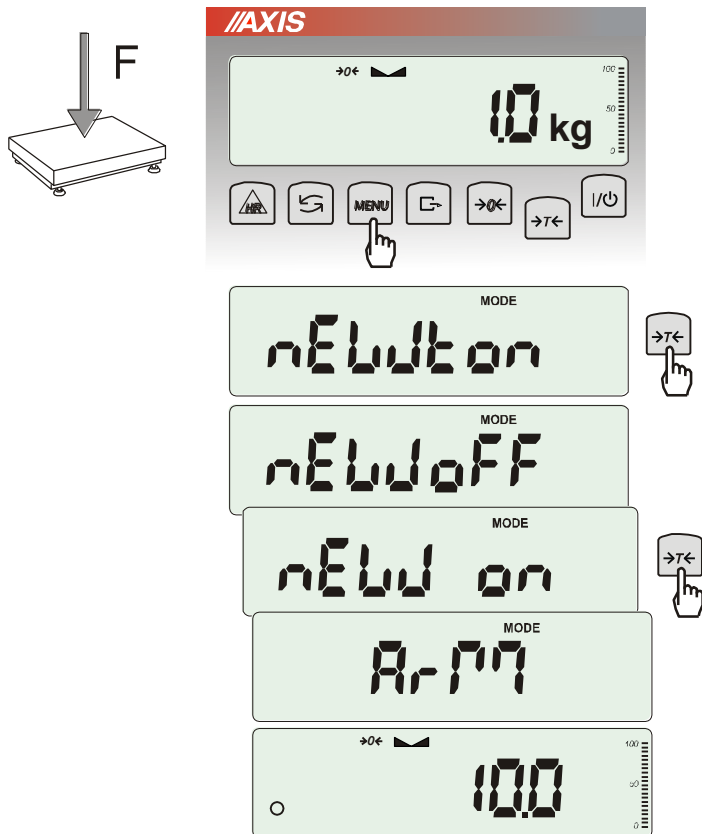 F
//AXIS
→0←
100
1.0 kg
50
0
HR
MENU
→0←
→T←
I/⏻
MODE
nEWton
→T←
MODE
nEWoFF
MODE
nEW on
→T←
MODE
ArM
→0←
100
10.0
50
0